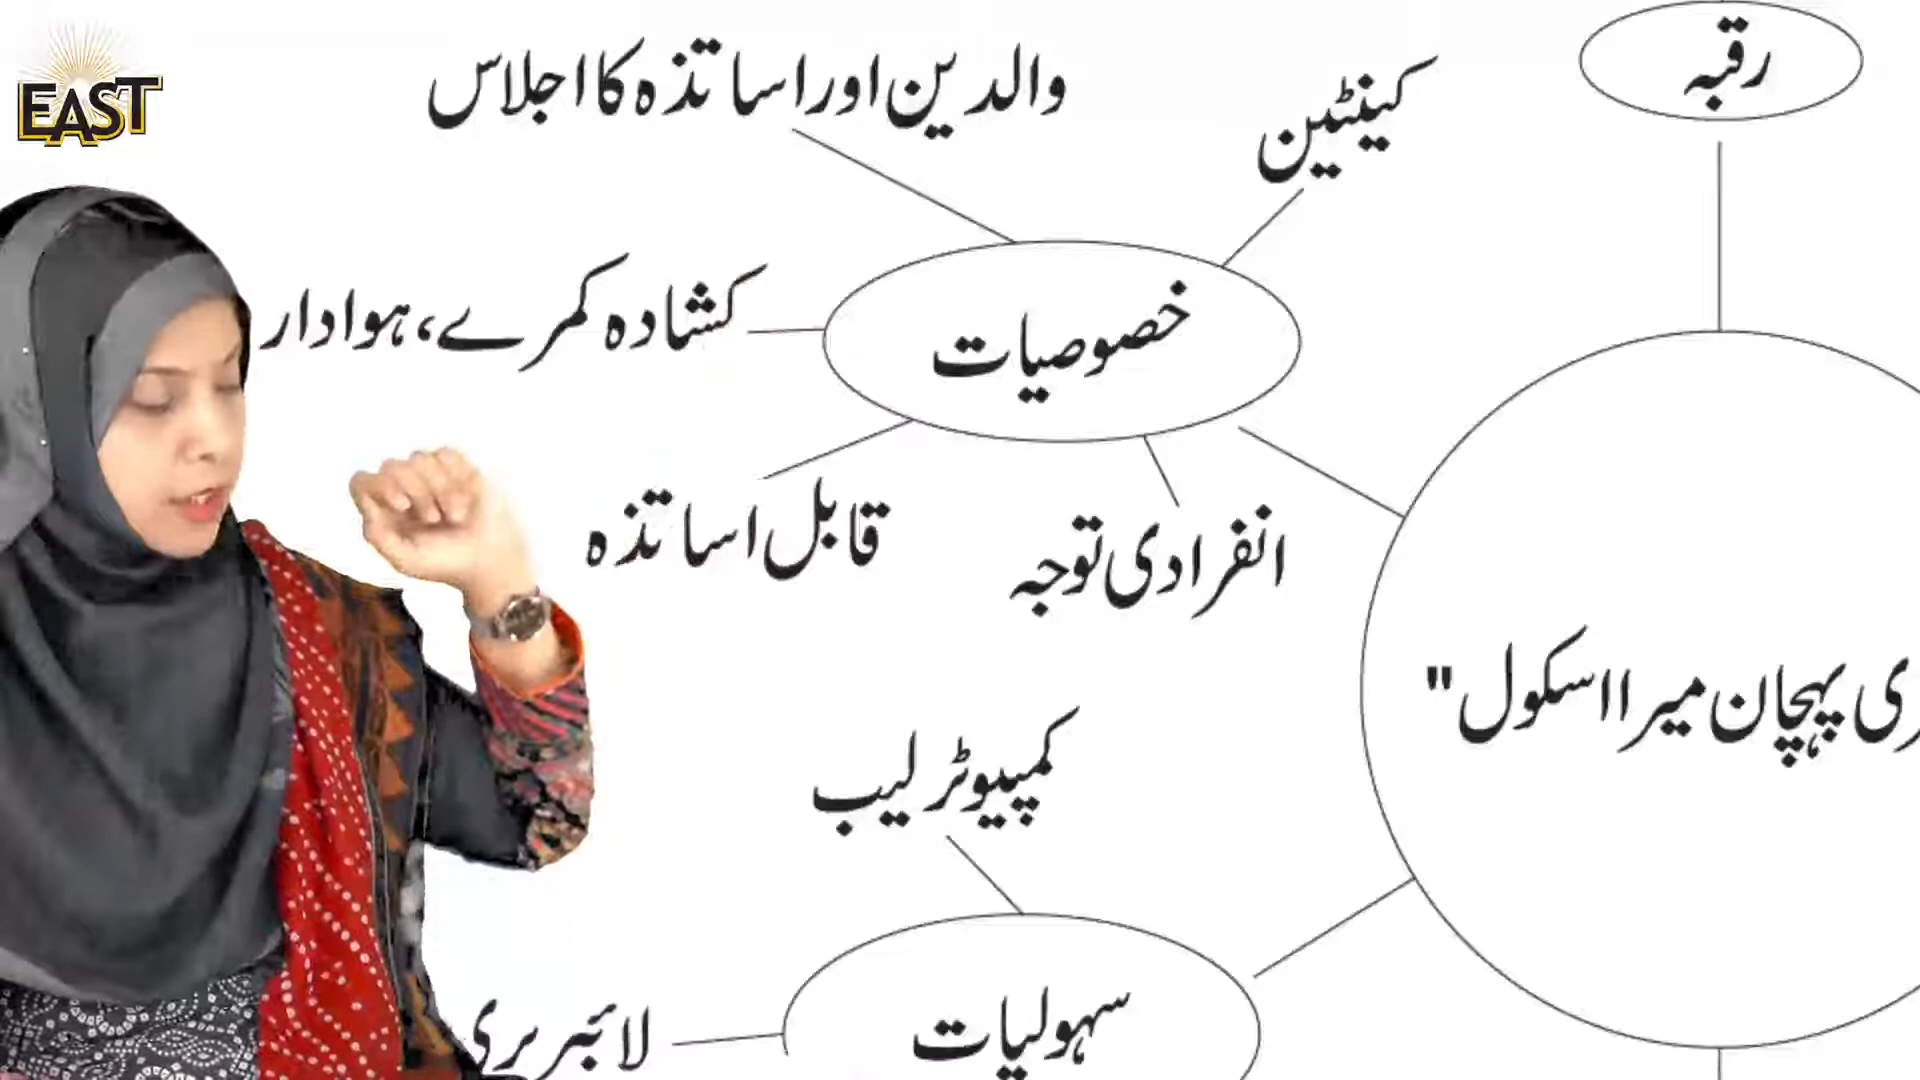 EAST
رقبہ
والدین اور اساتذہ کا اجلاس
کینٹین
خصوصیات
کشادہ کمرے، ہوادار
قابل اساتذہ
انفرادی توجہ
پہچان میرا اسکول"
کمپیوٹر لیب
سہولیات
لائبریری